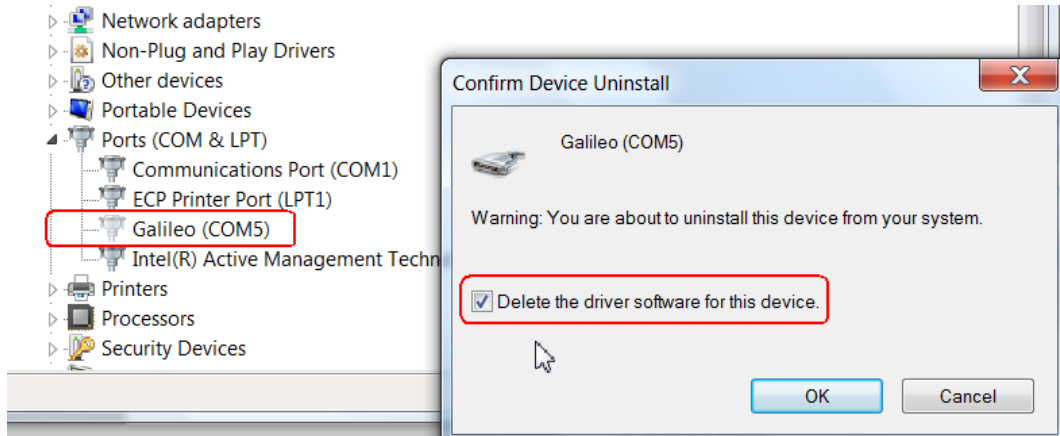 Network adapters
Non-Plug and Play Drivers
Other devices
Portable Devices
Ports (COM & LPT)
Communications Port (COM1)
ECP Printer Port (LPT1)
Galileo (COM5)
Intel(R) Active Management Techn
Printers
Processors
Security Devices
Confirm Device Uninstall
Galileo (COM5)
Warning: You are about to uninstall this device from your system.
Delete the driver software for this device.
OK
Cancel